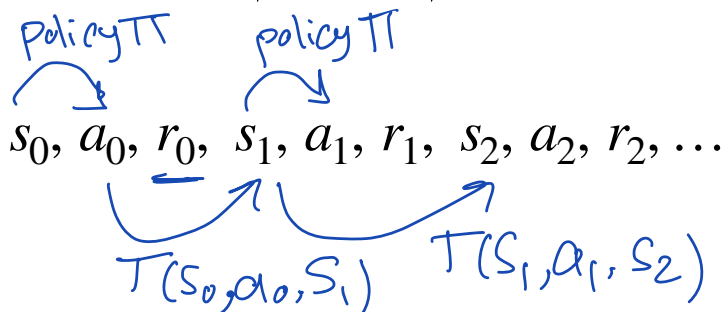 policy π policy π
s₀, a₀, r₀, s₁, a₁, r₁, s₂, a₂, r₂, …
T(s₀,a₀,S₁) T(S₁,a₁,S₂)